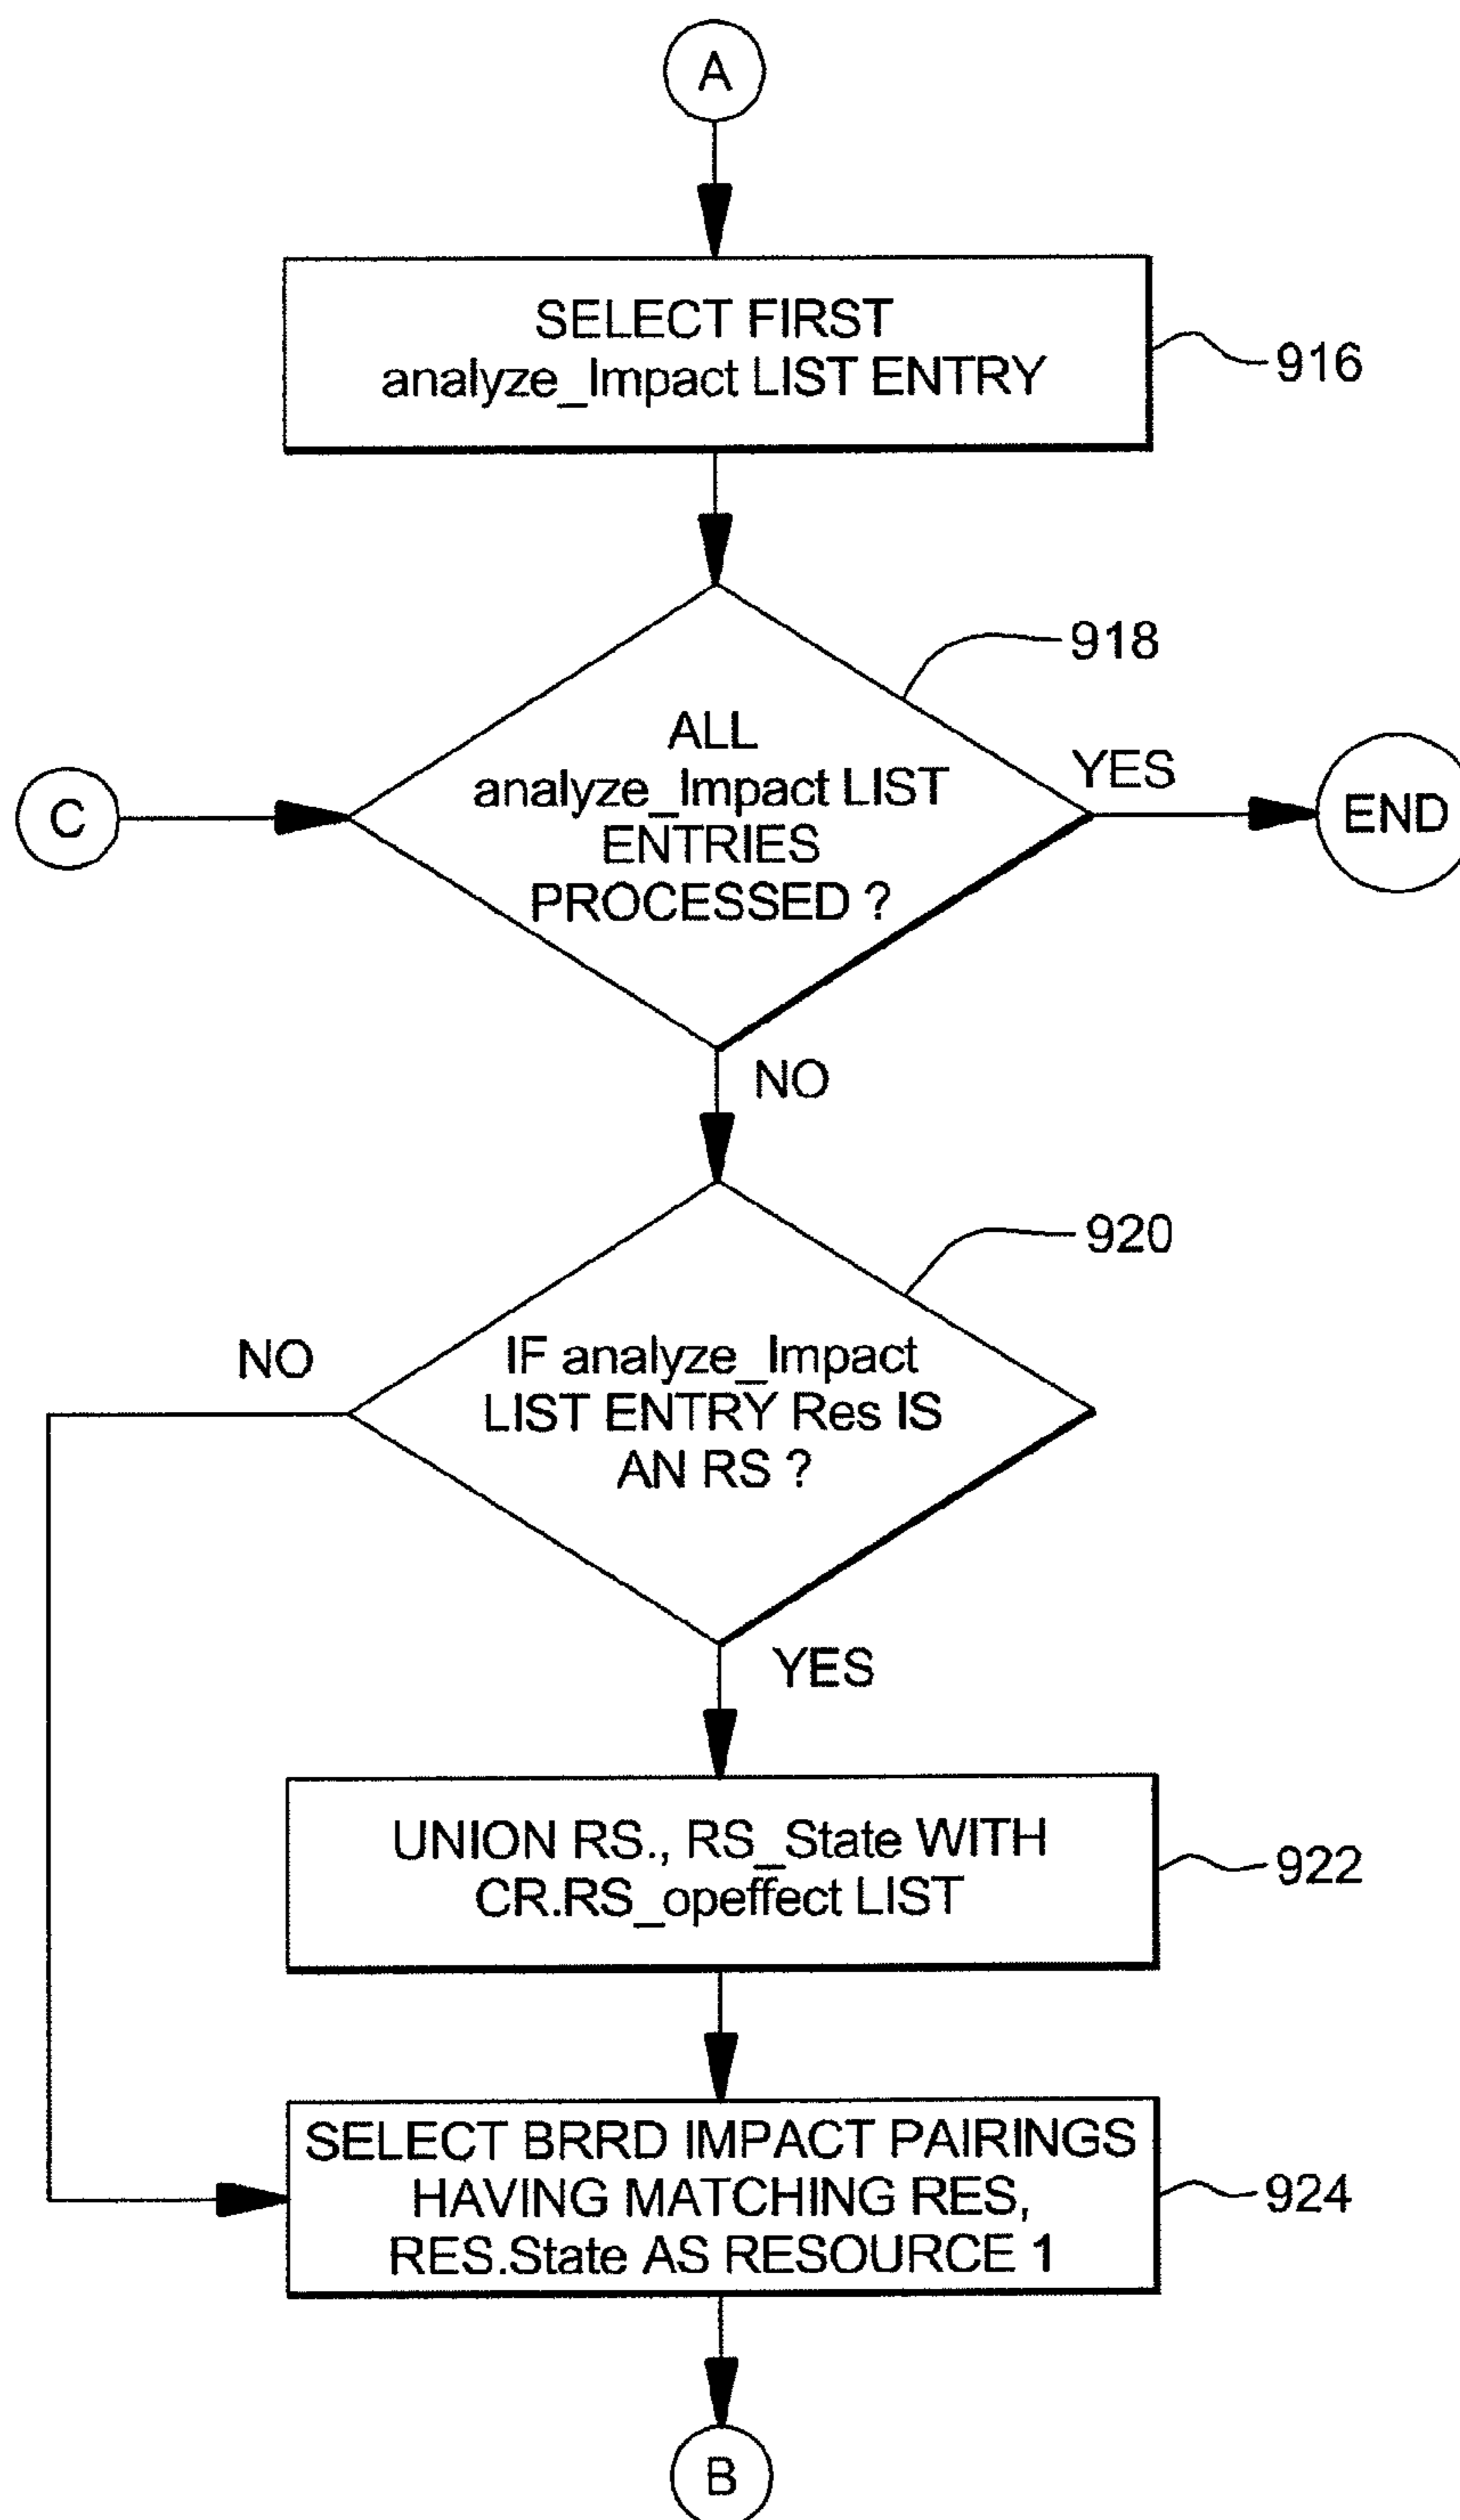 A
SELECT FIRST
analyze_Impact LIST ENTRY
916
918
ALL
analyze_Impact LIST
ENTRIES
PROCESSED ?
YES
END
C
NO
920
NO
IF analyze_Impact
LIST ENTRY Res IS
AN RS ?
YES
UNION RS., RS_State WITH
CR.RS_opeffect LIST
922
SELECT BRRD IMPACT PAIRINGS
HAVING MATCHING RES,
RES.State AS RESOURCE 1
924
B